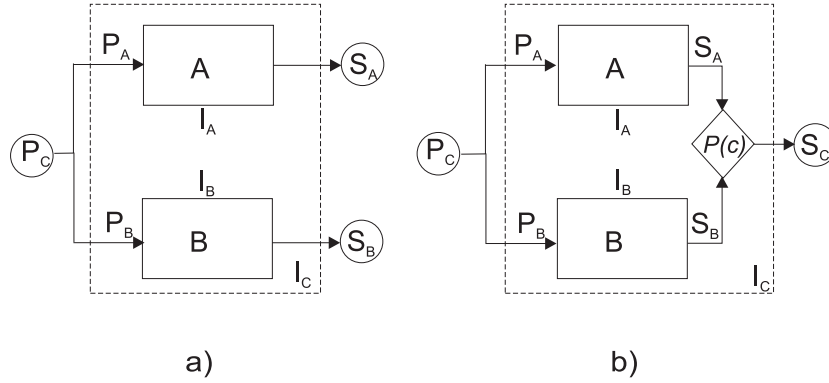 P_A
A
S_A
I_A
P_C
I_B
P_B
B
S_B
I_C
a)
P_A
A
S_A
I_A
P_C
P(c)
S_C
I_B
P_B
B
S_B
I_C
b)